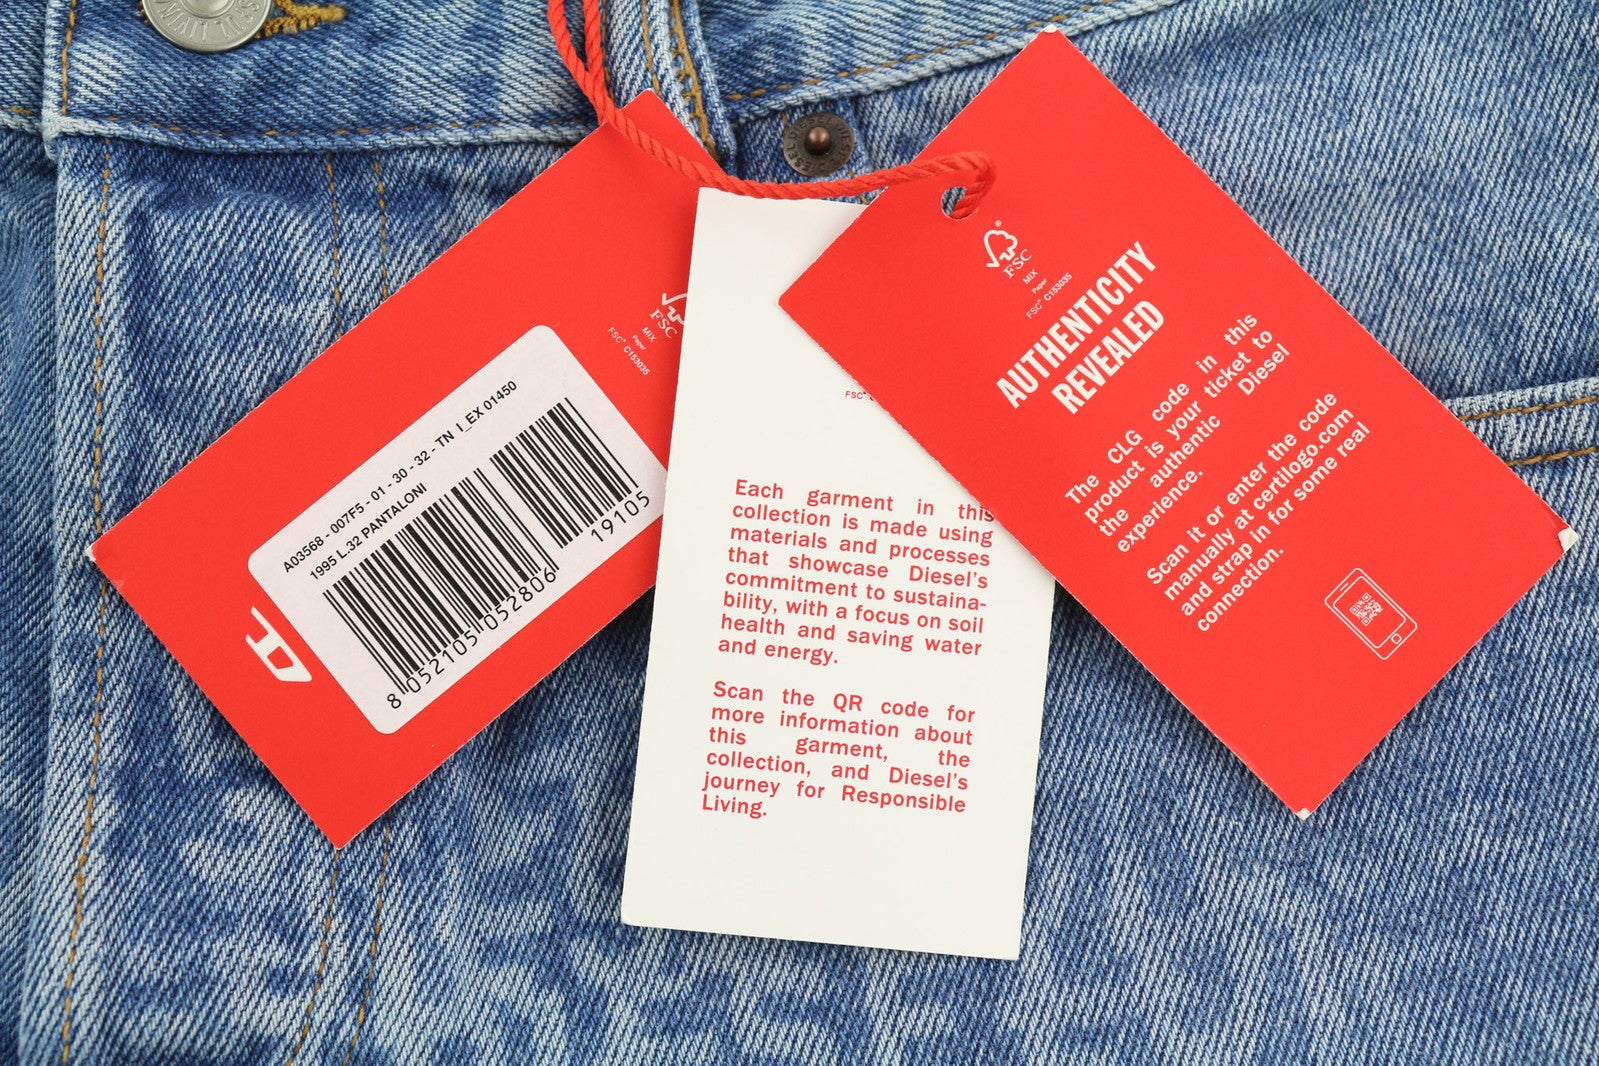 FSC
MIX
Paper
FSC® C153035
A03568 - 007F5 - 01 - 30 - 32 - TN I_EX 01450
1995 L.32 PANTALONI
8 052105 052806
19105
FSC®
Each garment in this
collection is made using
materials and processes
that showcase Diesel's
commitment to sustaina-
bility, with a focus on soil
health and saving water
and energy.
Scan the QR code for
more information about
this garment, the
collection, and Diesel's
journey for Responsible
Living.
FSC
MIX
Paper
FSC® C153035
AUTHENTICITY
REVEALED
The CLG code in this
product is your ticket to
the authentic Diesel
experience.
Scan it or enter the code
manually at certilogo.com
and strap in for some real
connection.